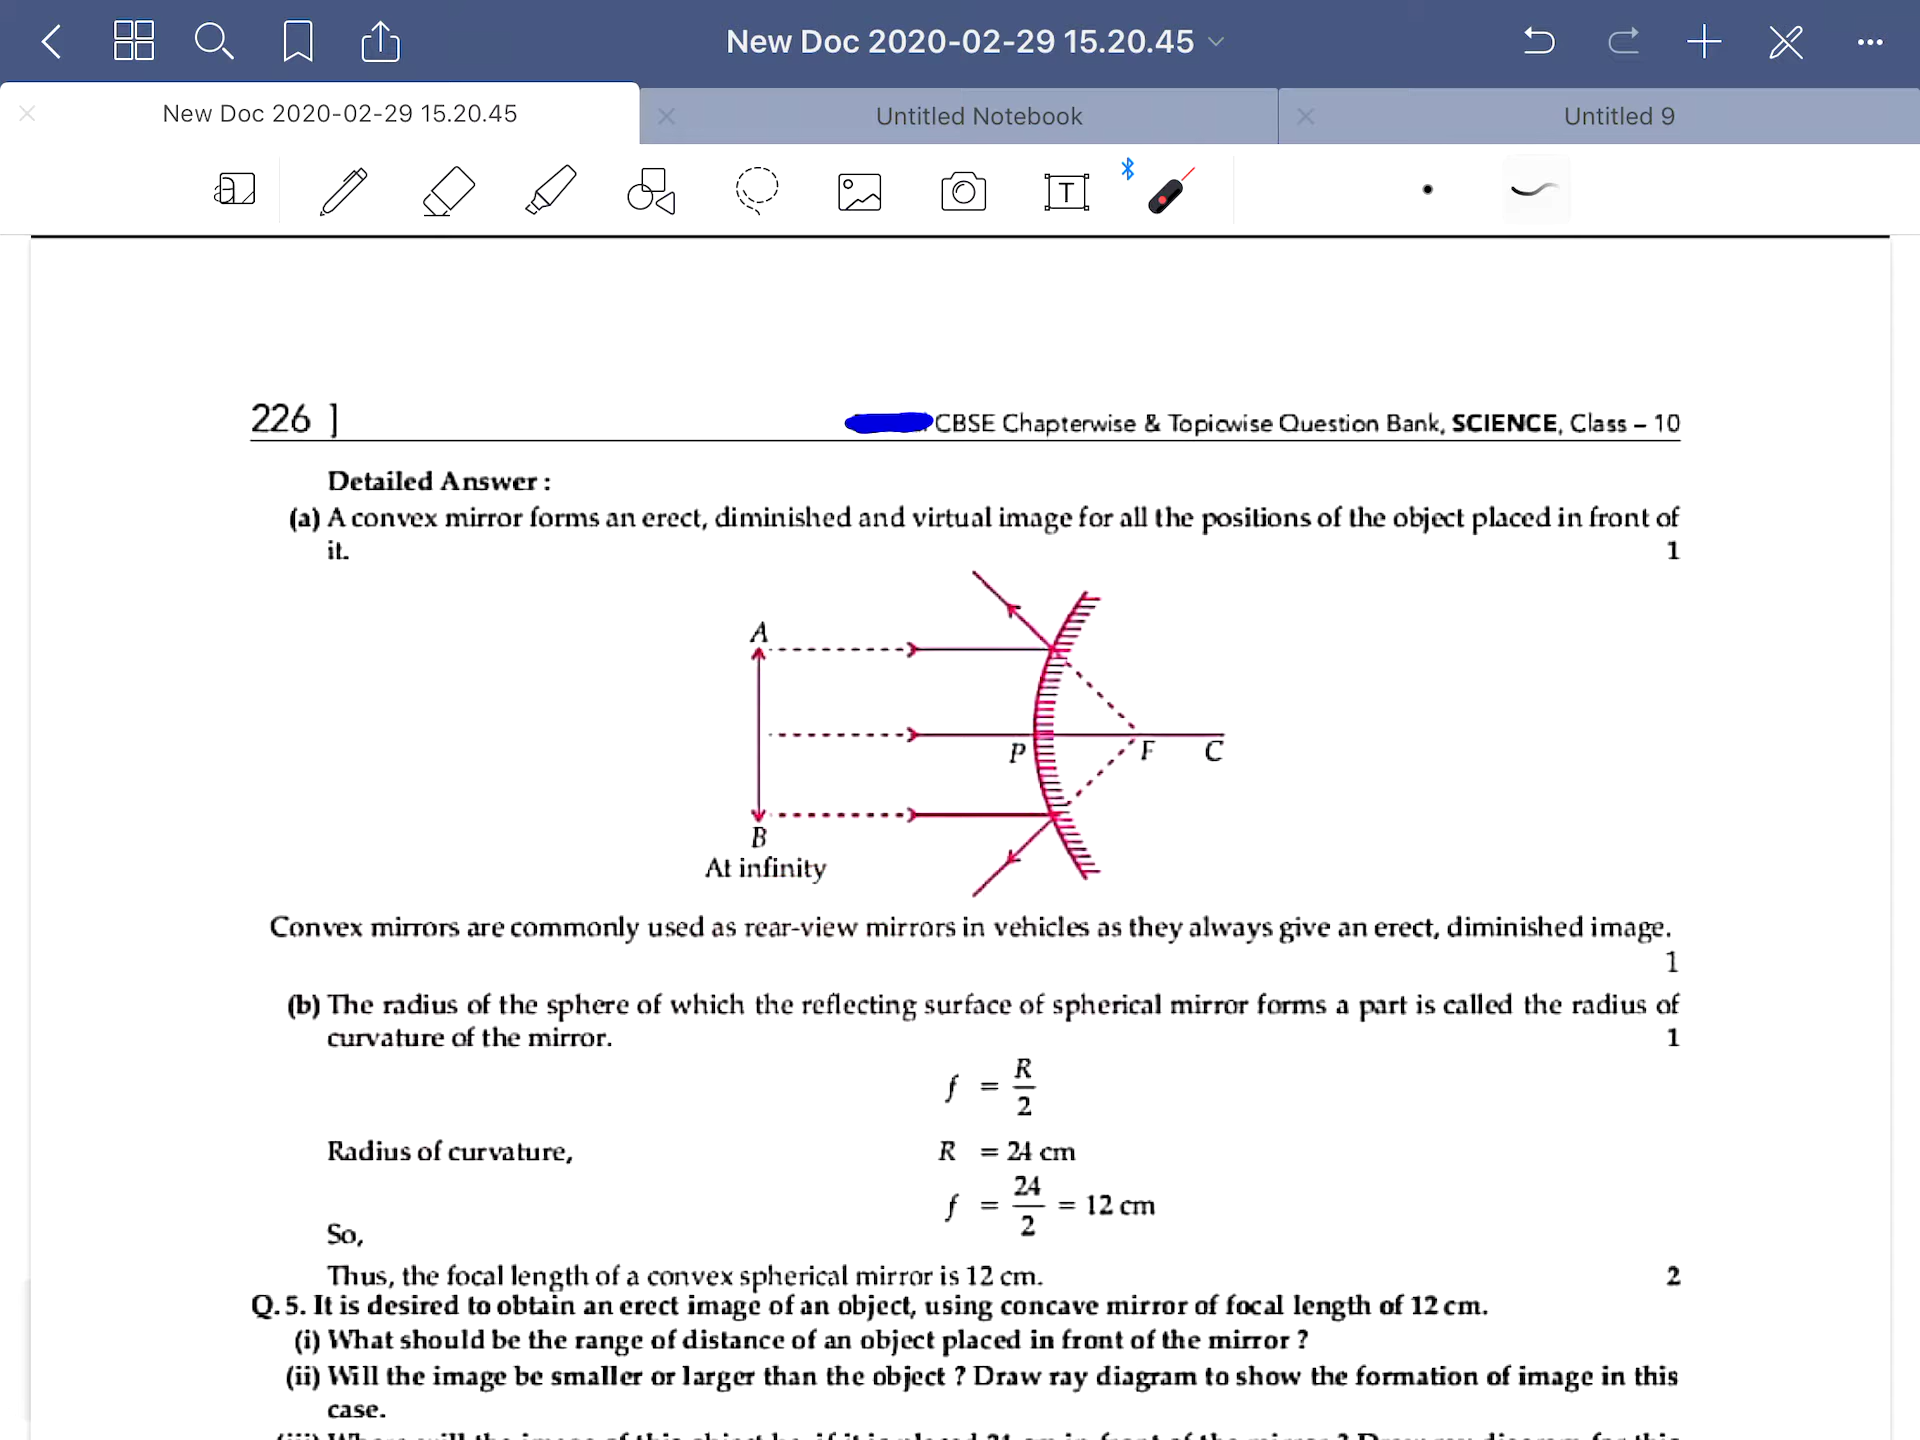 New Doc 2020-02-29 15.20.45
New Doc 2020-02-29 15.20.45
Untitled Notebook
Untitled 9
T
226 ]
CBSE Chapterwise & Topicwise Question Bank, SCIENCE, Class – 10
Detailed Answer :
(a) A convex mirror forms an erect, diminished and virtual image for all the positions of the object placed in front of
it. 1
A
P F C
B
At infinity
Convex mirrors are commonly used as rear-view mirrors in vehicles as they always give an erect, diminished image.
1
(b) The radius of the sphere of which the reflecting surface of spherical mirror forms a part is called the radius of
curvature of the mirror. 1
f = R/2
Radius of curvature, R = 24 cm
f = 24/2 = 12 cm
So,
Thus, the focal length of a convex spherical mirror is 12 cm. 2
Q. 5. It is desired to obtain an erect image of an object, using concave mirror of focal length of 12 cm.
(i) What should be the range of distance of an object placed in front of the mirror ?
(ii) Will the image be smaller or larger than the object ? Draw ray diagram to show the formation of image in this
case.